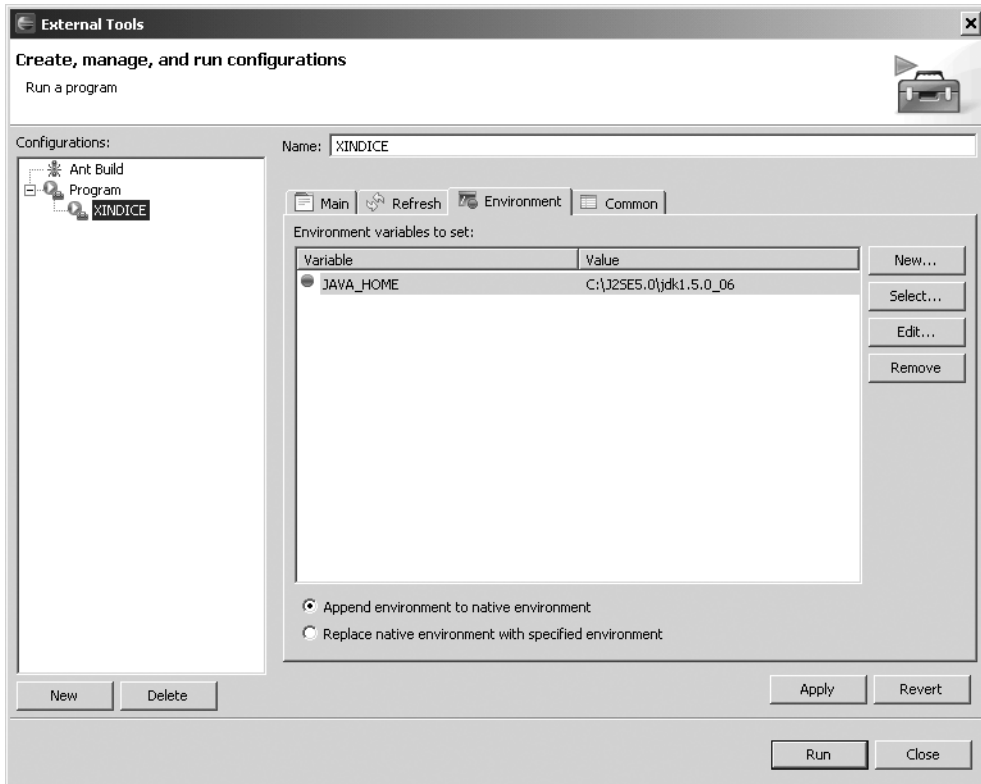 External Tools
Create, manage, and run configurations
Run a program
Configurations:
Ant Build
Program
XINDICE
New Delete
Name: XINDICE
Main Refresh Environment Common
Environment variables to set:
Variable Value
JAVA_HOME C:\J2SE5.0\jdk1.5.0_06
New...
Select...
Edit...
Remove
Append environment to native environment
Replace native environment with specified environment
Apply Revert
Run Close